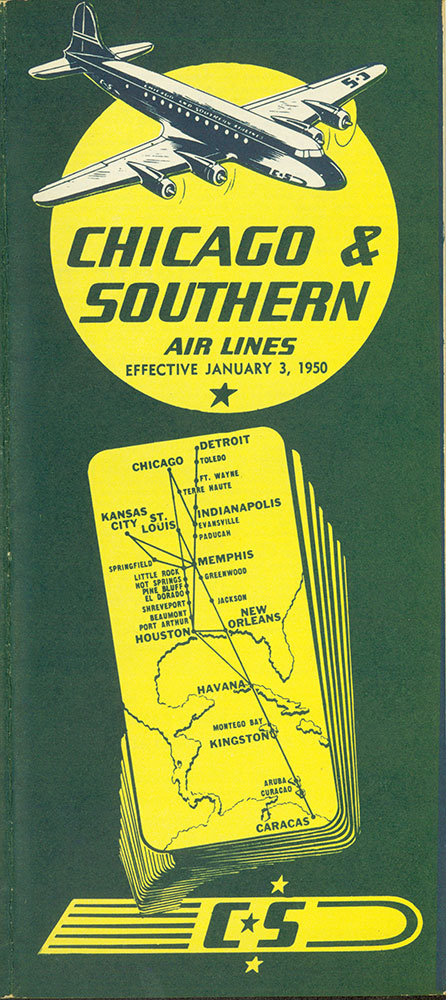 C-S
CHICAGO AND SOUTHERN AIRLINES
C-S
C-S
CHICAGO &
SOUTHERN
AIR LINES
EFFECTIVE JANUARY 3, 1950
DETROIT
CHICAGO
TOLEDO
FT. WAYNE
TERRE HAUTE
KANSAS
CITY
ST.
LOUIS
INDIANAPOLIS
EVANSVILLE
PADUCAH
SPRINGFIELD
MEMPHIS
LITTLE ROCK
GREENWOOD
HOT SPRINGS
PINE BLUFF
EL DORADO
JACKSON
SHREVEPORT
BEAUMONT
PORT ARTHUR
NEW
ORLEANS
HOUSTON
HAVANA
MONTEGO BAY
KINGSTON
ARUBA
CURACAO
CARACAS
C★S